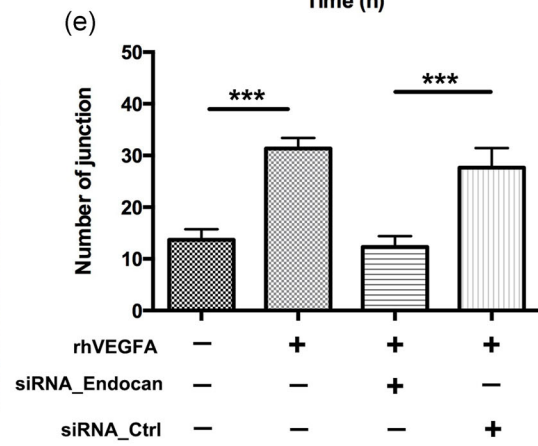 Time (h)
(e)
50
40
30
20
10
0
Number of junction
***
***
rhVEGFA − + + +
siRNA_Endocan − − + −
siRNA_Ctrl − − − +